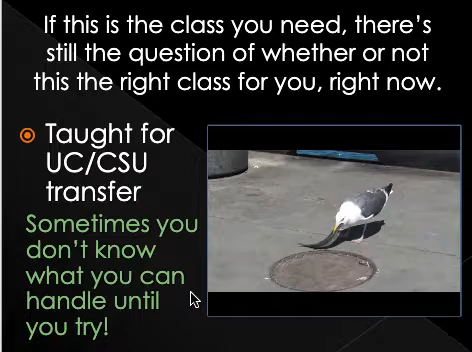 If this is the class you need, there's
still the question of whether or not
this the right class for you, right now.
Taught for
UC/CSU
transfer
Sometimes you
don't know
what you can
handle until
you try!